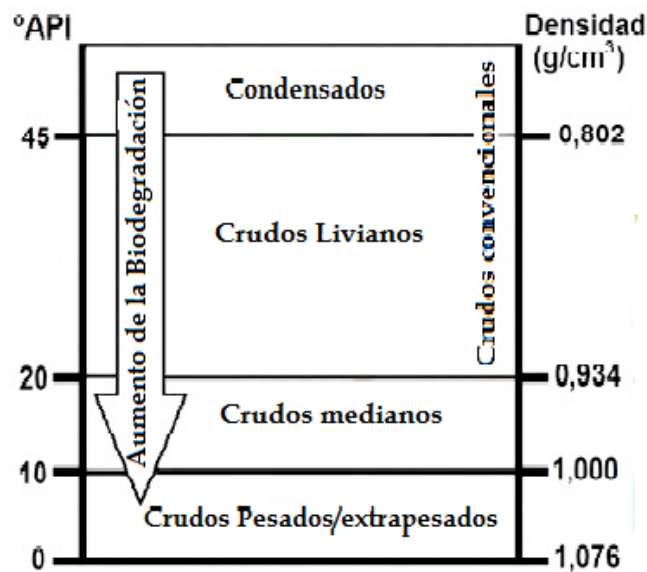 ºAPI
Densidad
(g/cm³)
Condensados
45
0,802
Crudos Livianos
Crudos convencionales
Aumento de la Biodegradación
20
0,934
Crudos medianos
10
1,000
Crudos Pesados/extrapesados
0
1,076